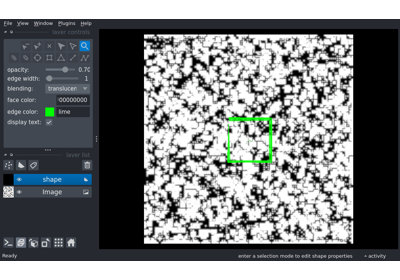 File View Window Plugins Help
layer controls
opacity: 0.70
edge width: 1
blending: translucen
face color: 00000000
edge color: lime
display text:
layer list
shape
Image
Ready enter a selection mode to edit shape properties activity